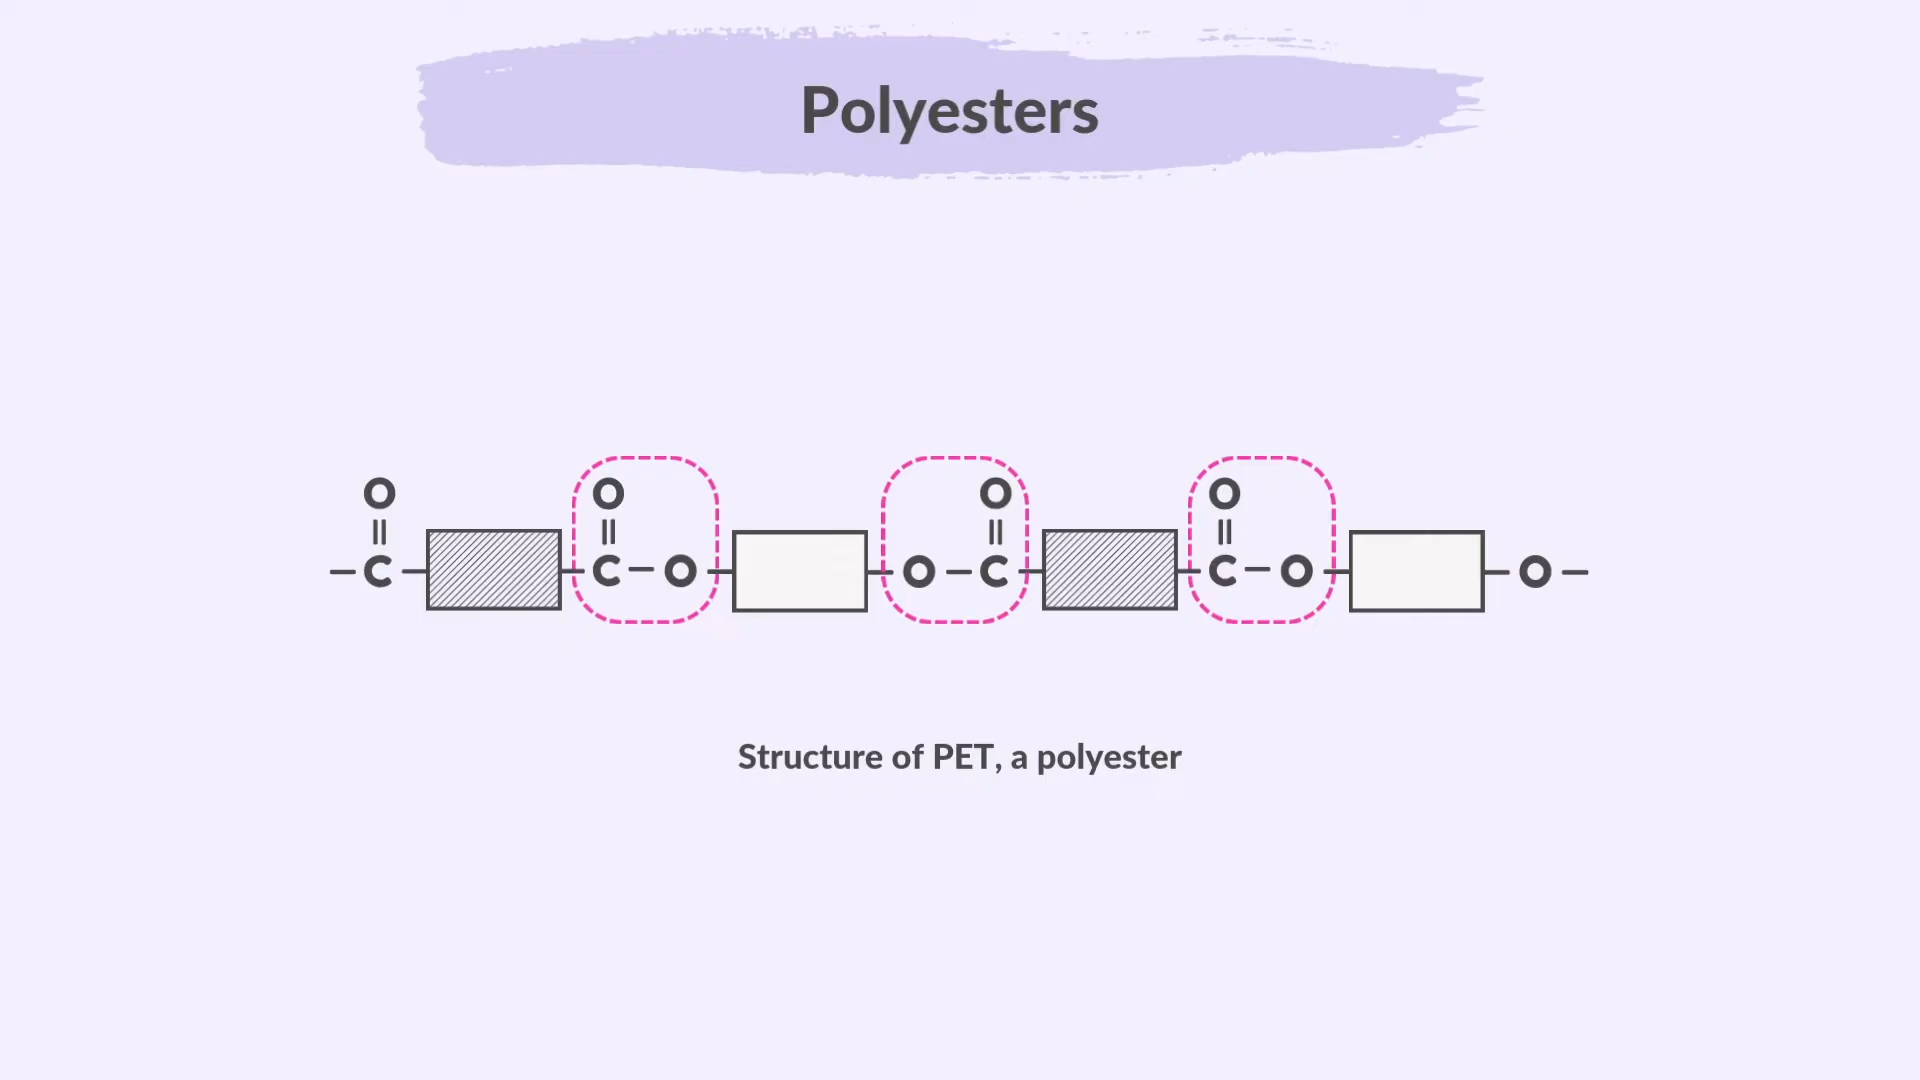 Polyesters
O O O O
|| || || ||
– C – – C – O – – O – C – – C – O – – O –
Structure of PET, a polyester